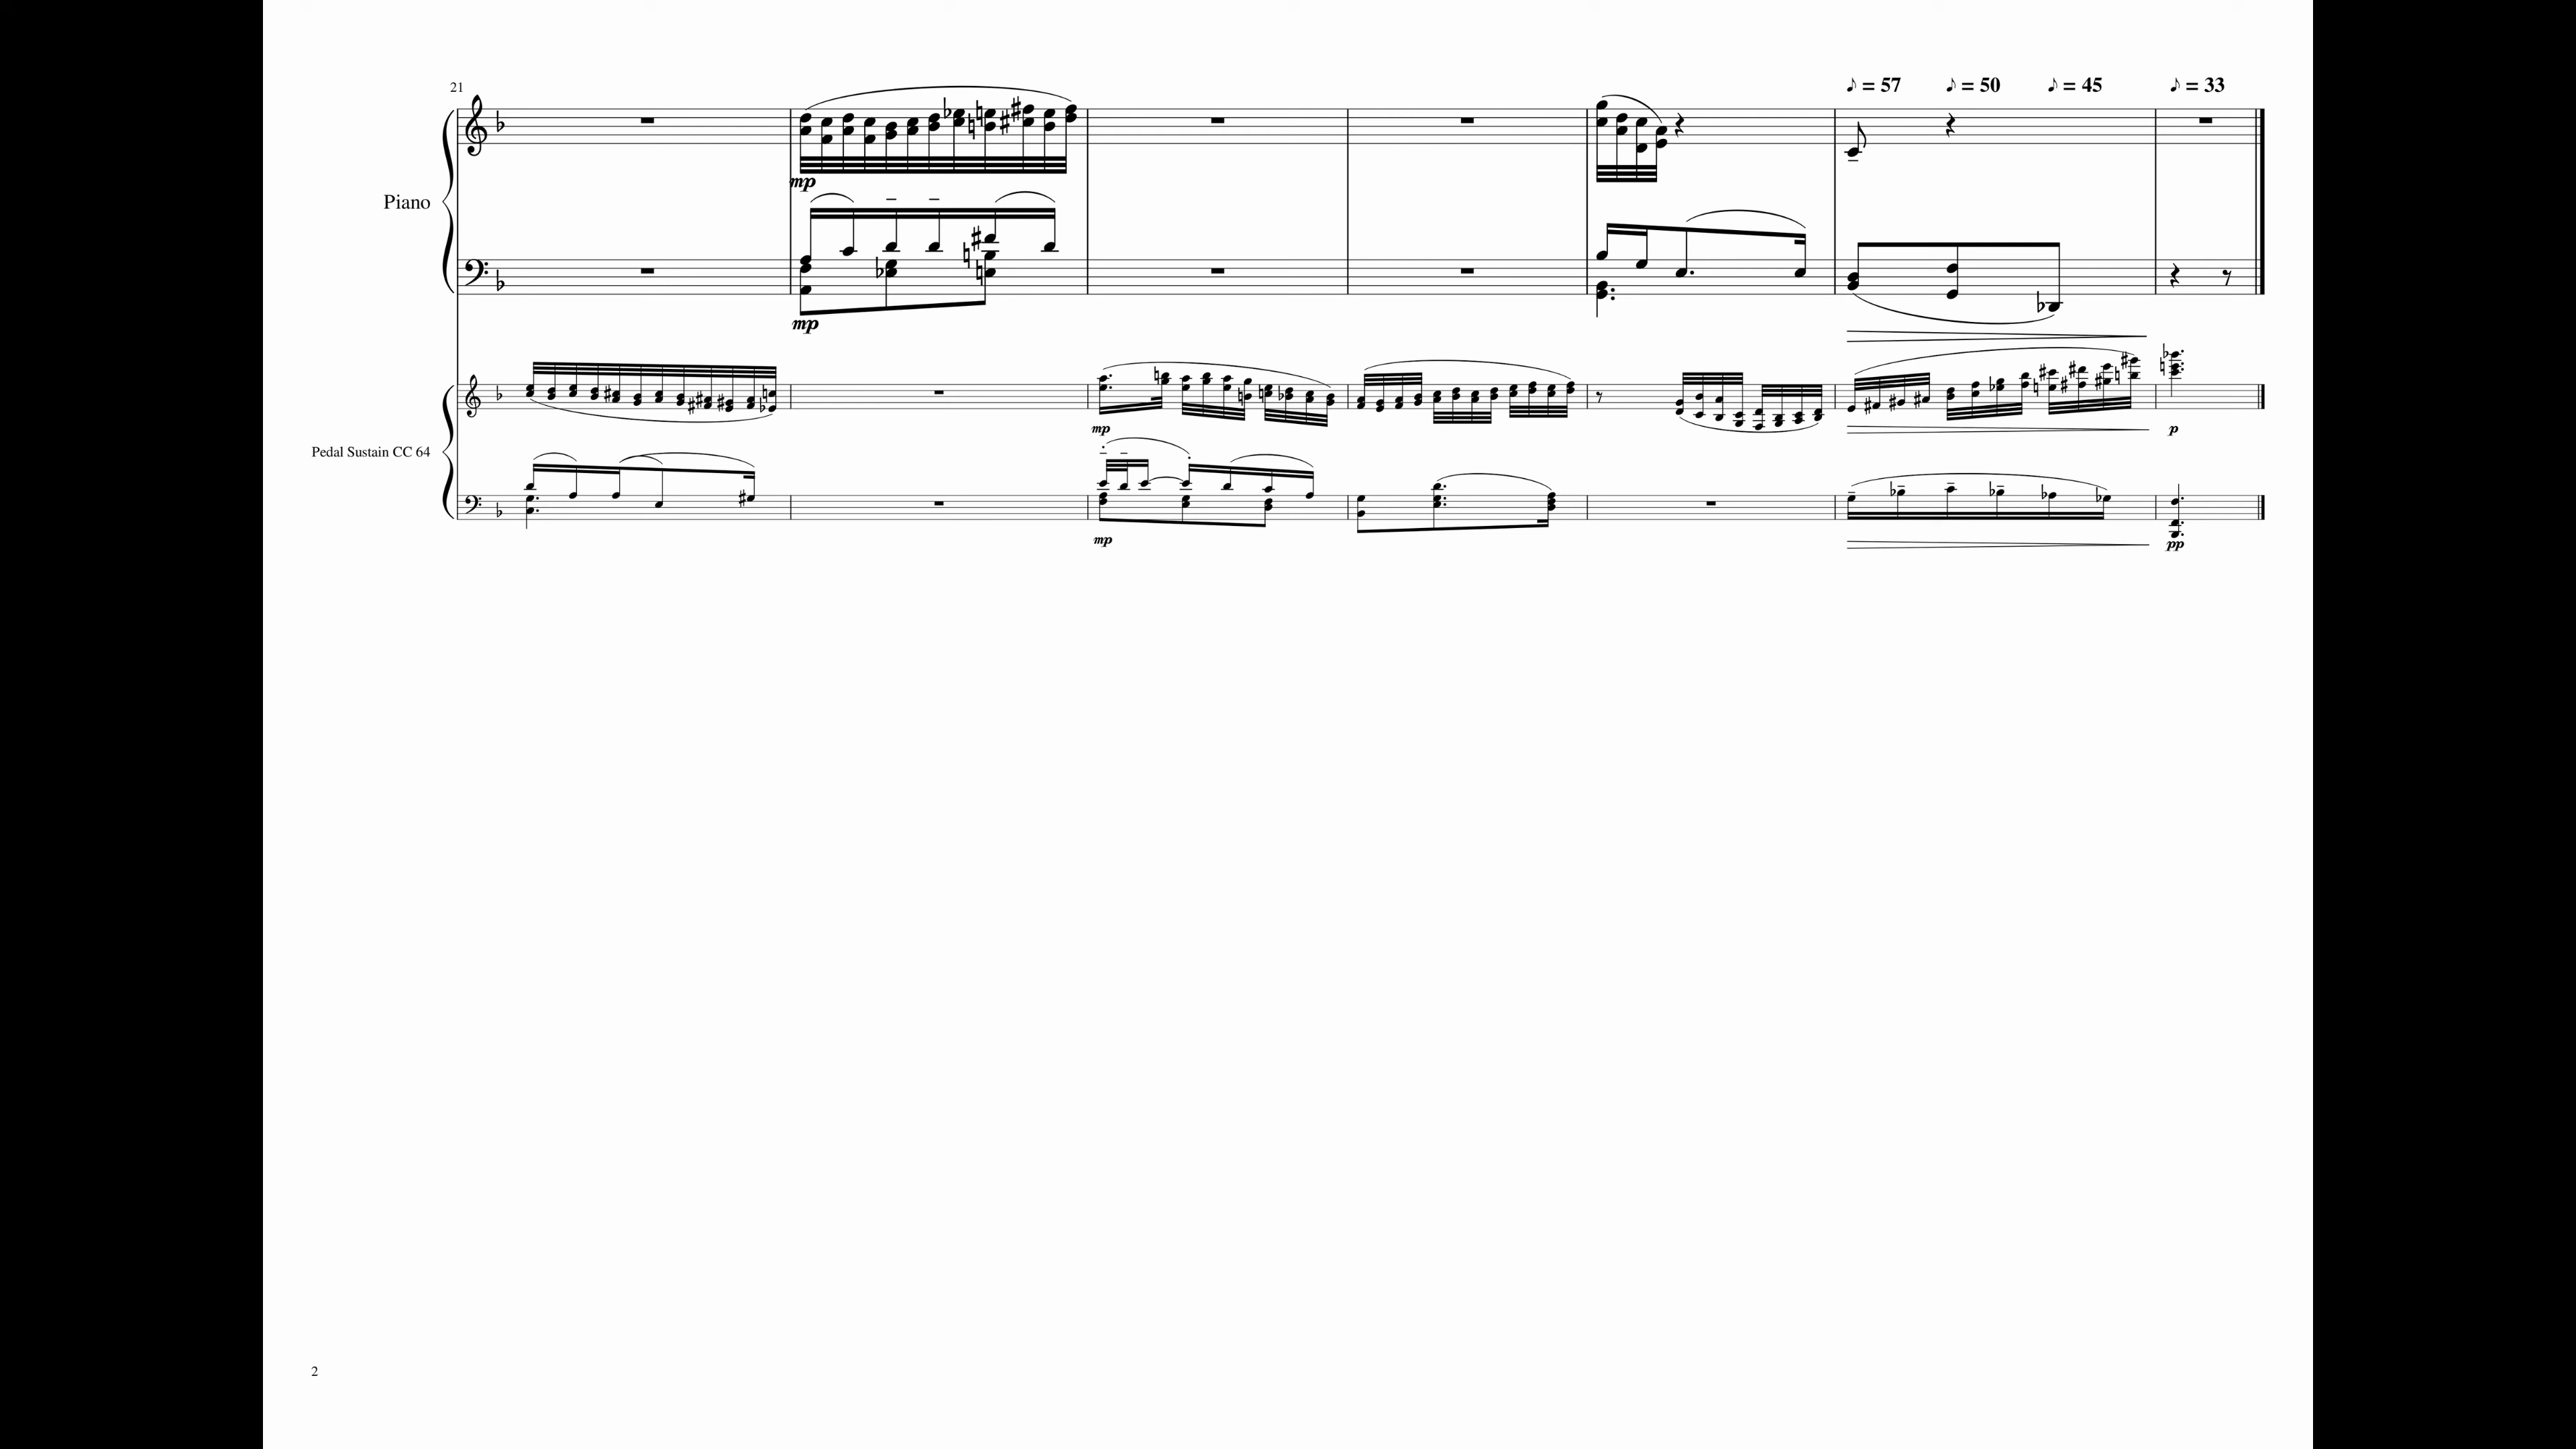 21
♪ = 57 ♪ = 50 ♪ = 45 ♪ = 33
mp
Piano
mp
mp
p
Pedal Sustain CC 64
mp
pp
2